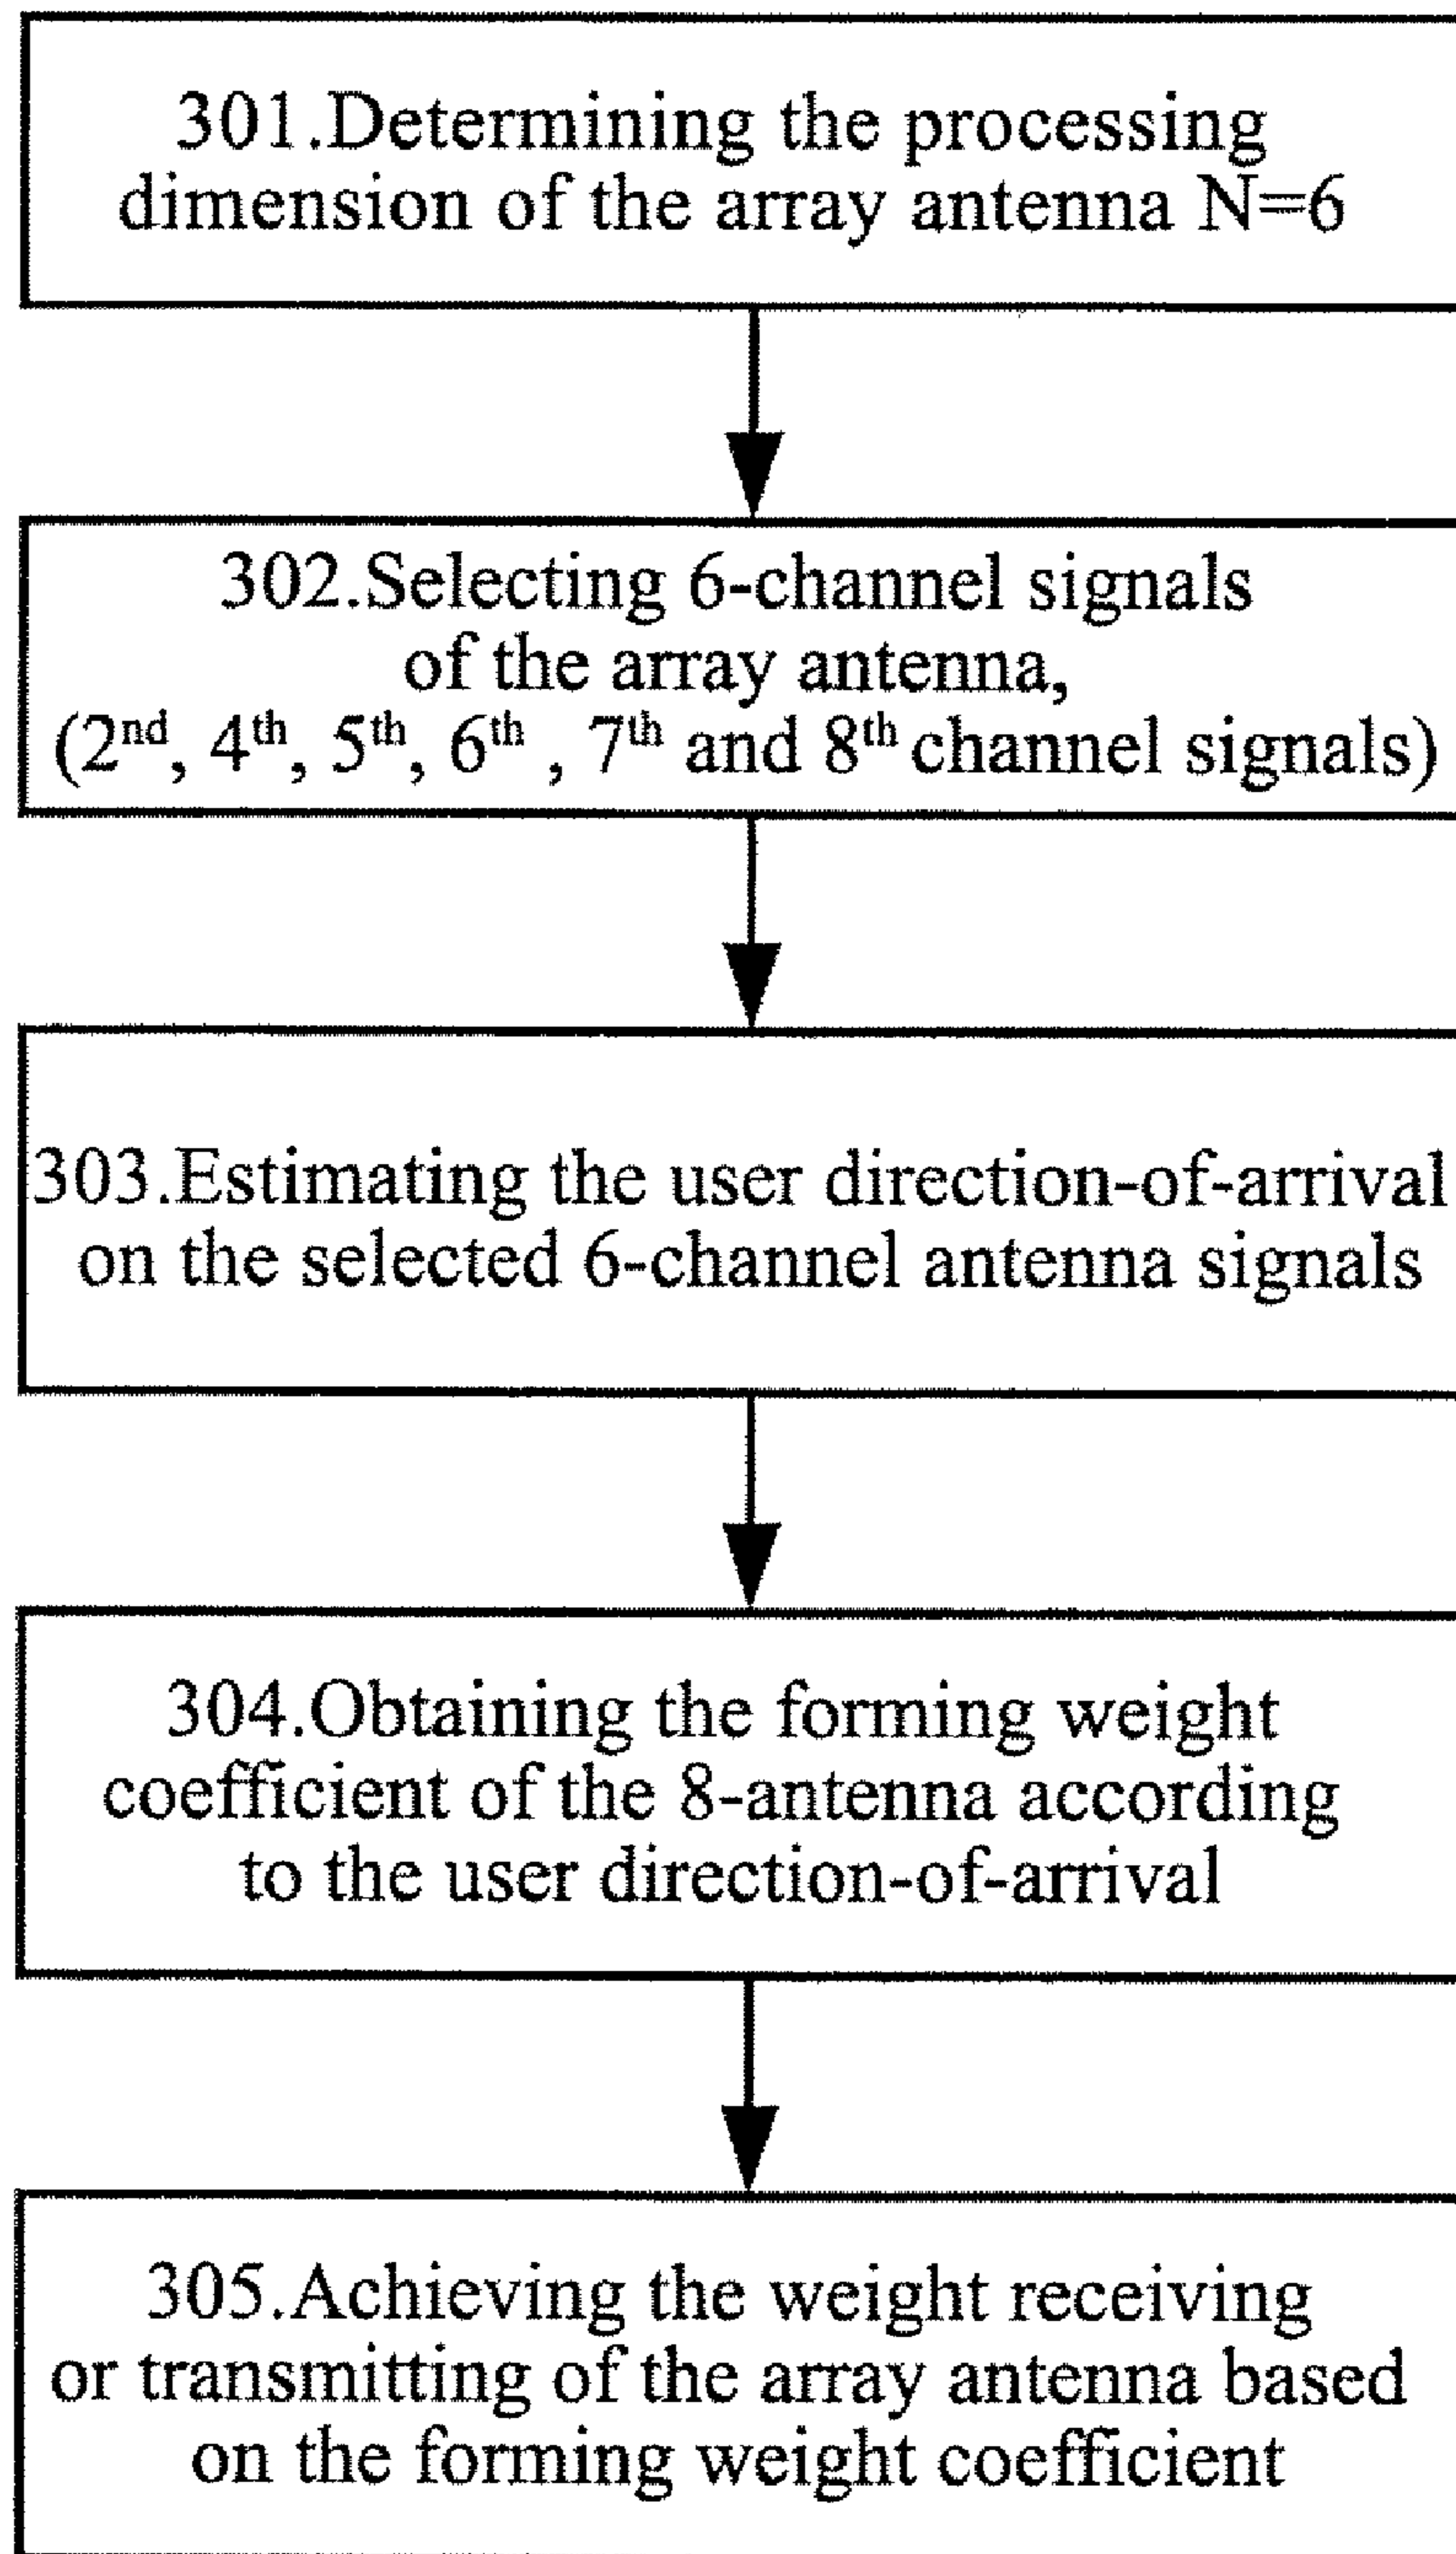 301.Determining the processing
dimension of the array antenna N=6
302.Selecting 6-channel signals
of the array antenna,
(2nd, 4th, 5th, 6th , 7th and 8th channel signals)
303.Estimating the user direction-of-arrival
on the selected 6-channel antenna signals
304.Obtaining the forming weight
coefficient of the 8-antenna according
to the user direction-of-arrival
305.Achieving the weight receiving
or transmitting of the array antenna based
on the forming weight coefficient